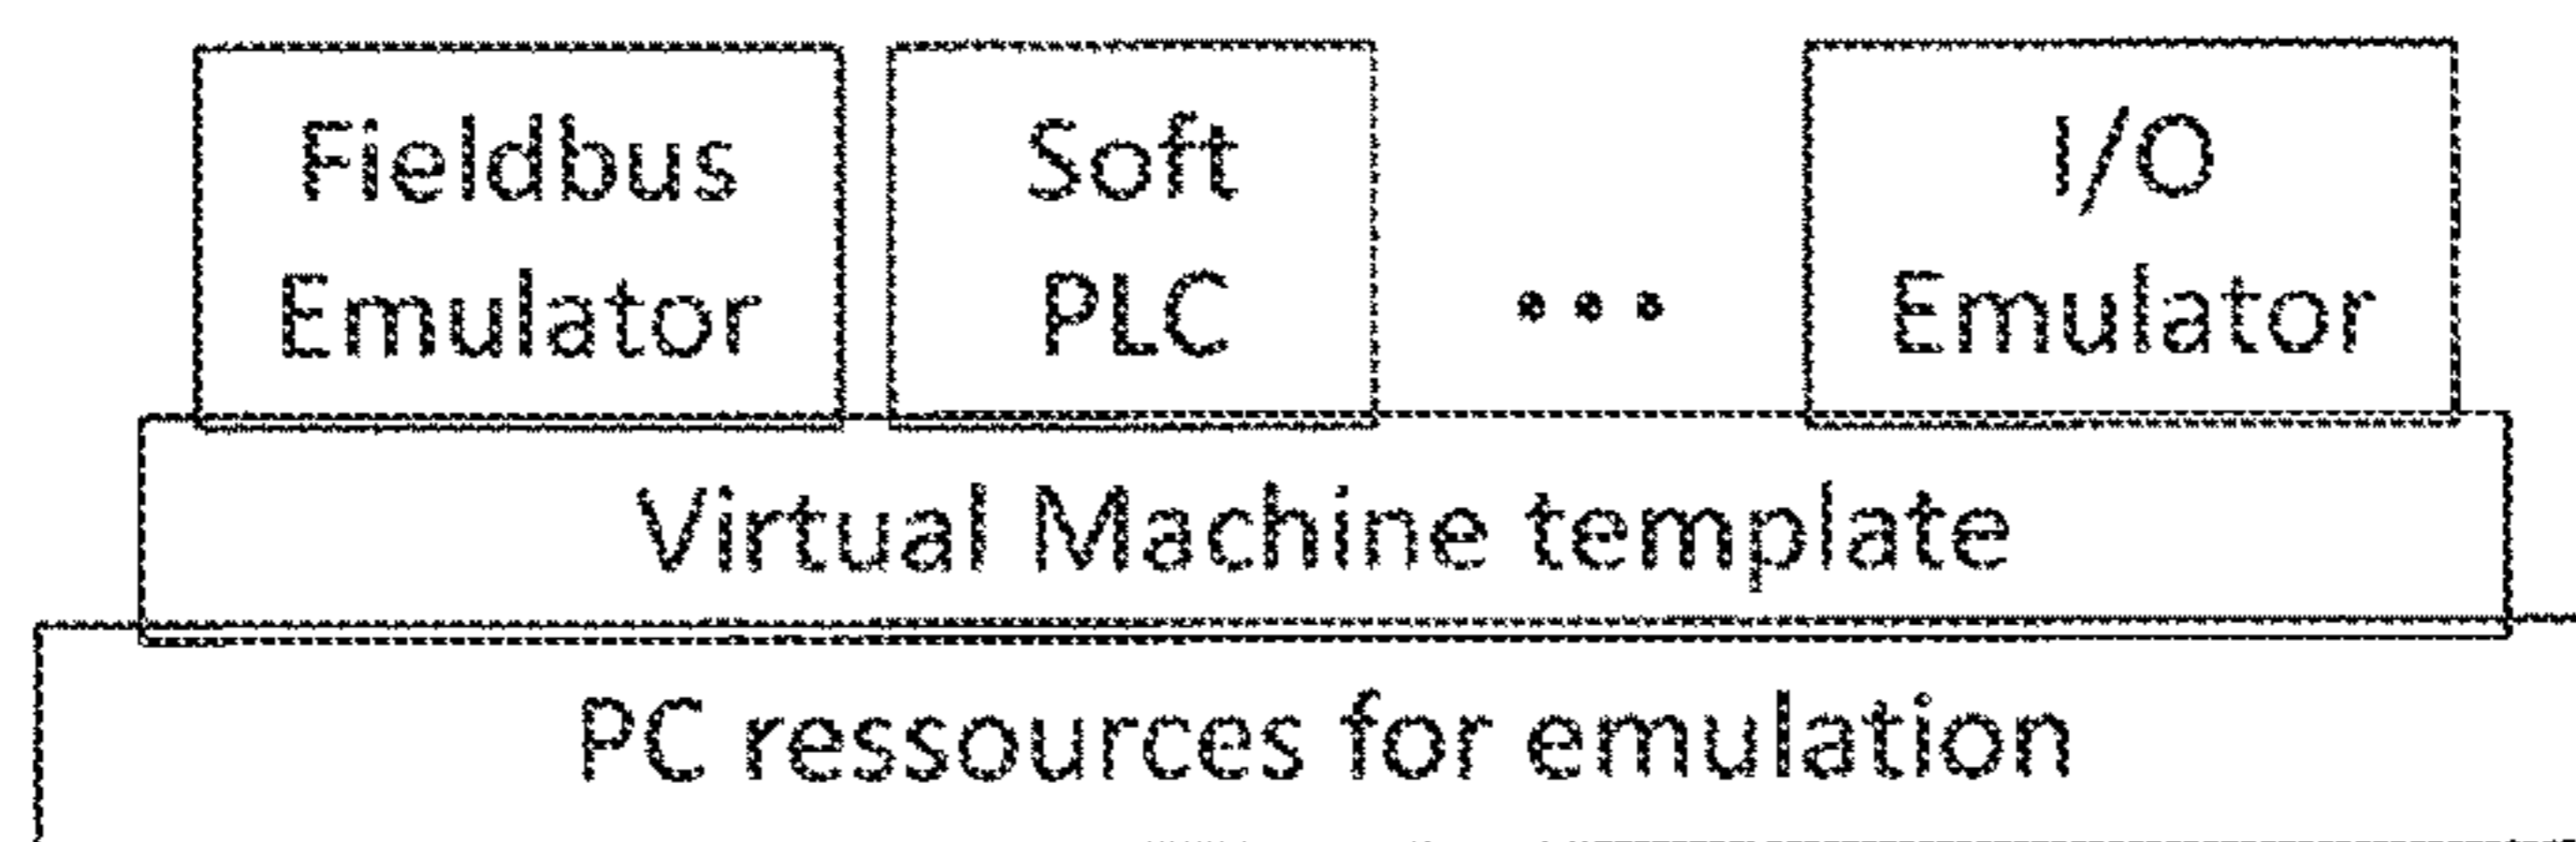 Fieldbus
Emulator
Soft
PLC
...
I/O
Emulator
Virtual Machine template
PC ressources for emulation